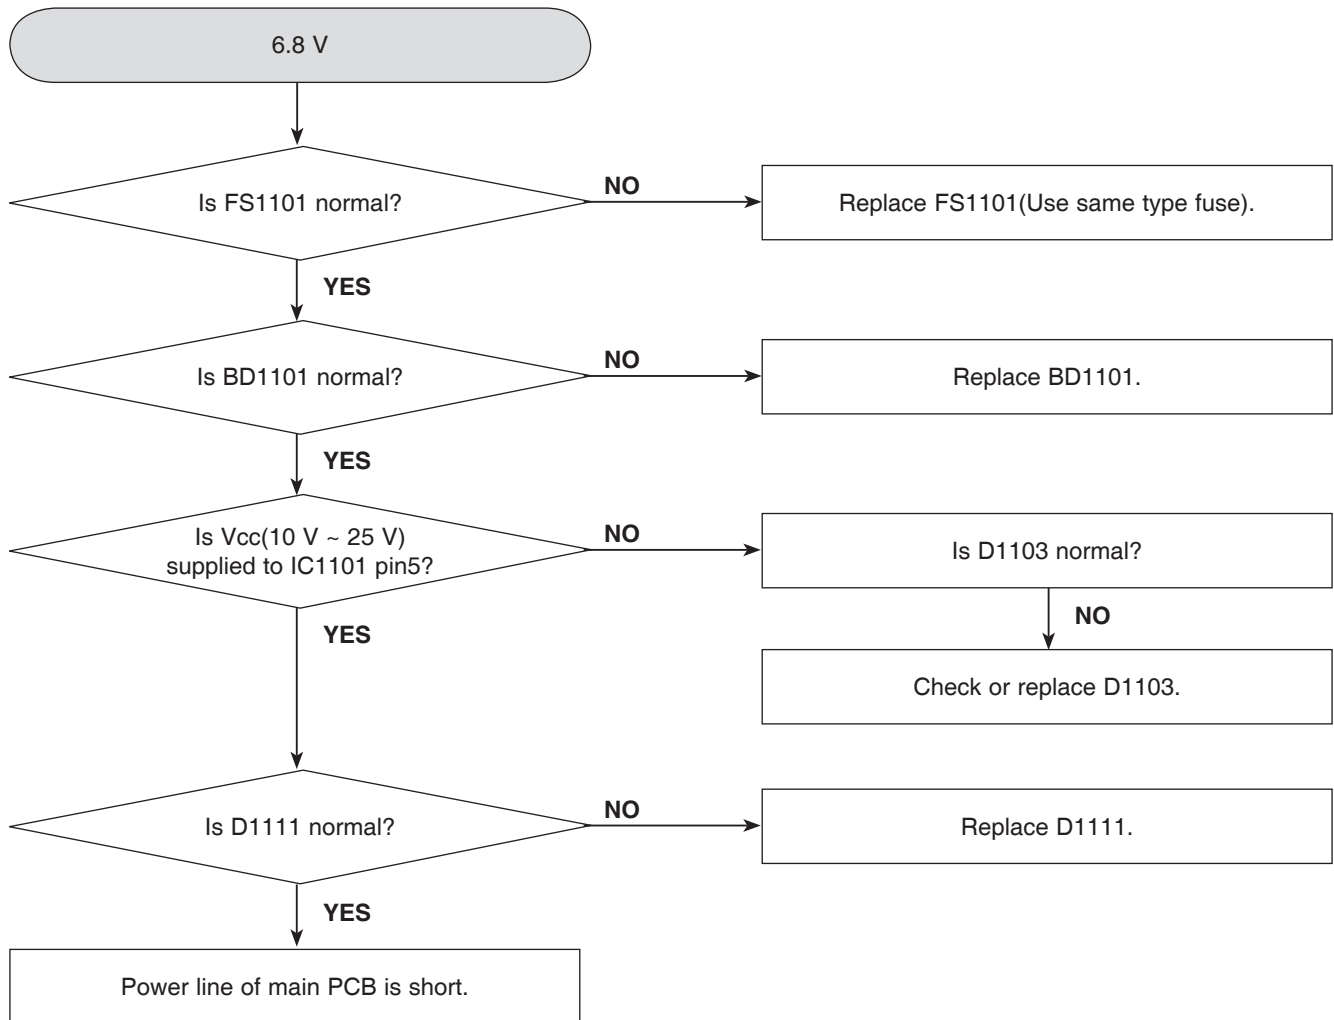 6.8 V
Is FS1101 normal?
NO
Replace FS1101(Use same type fuse).
YES
Is BD1101 normal?
NO
Replace BD1101.
YES
Is Vcc(10 V ~ 25 V)
supplied to IC1101 pin5?
NO
Is D1103 normal?
NO
Check or replace D1103.
YES
Is D1111 normal?
NO
Replace D1111.
YES
Power line of main PCB is short.